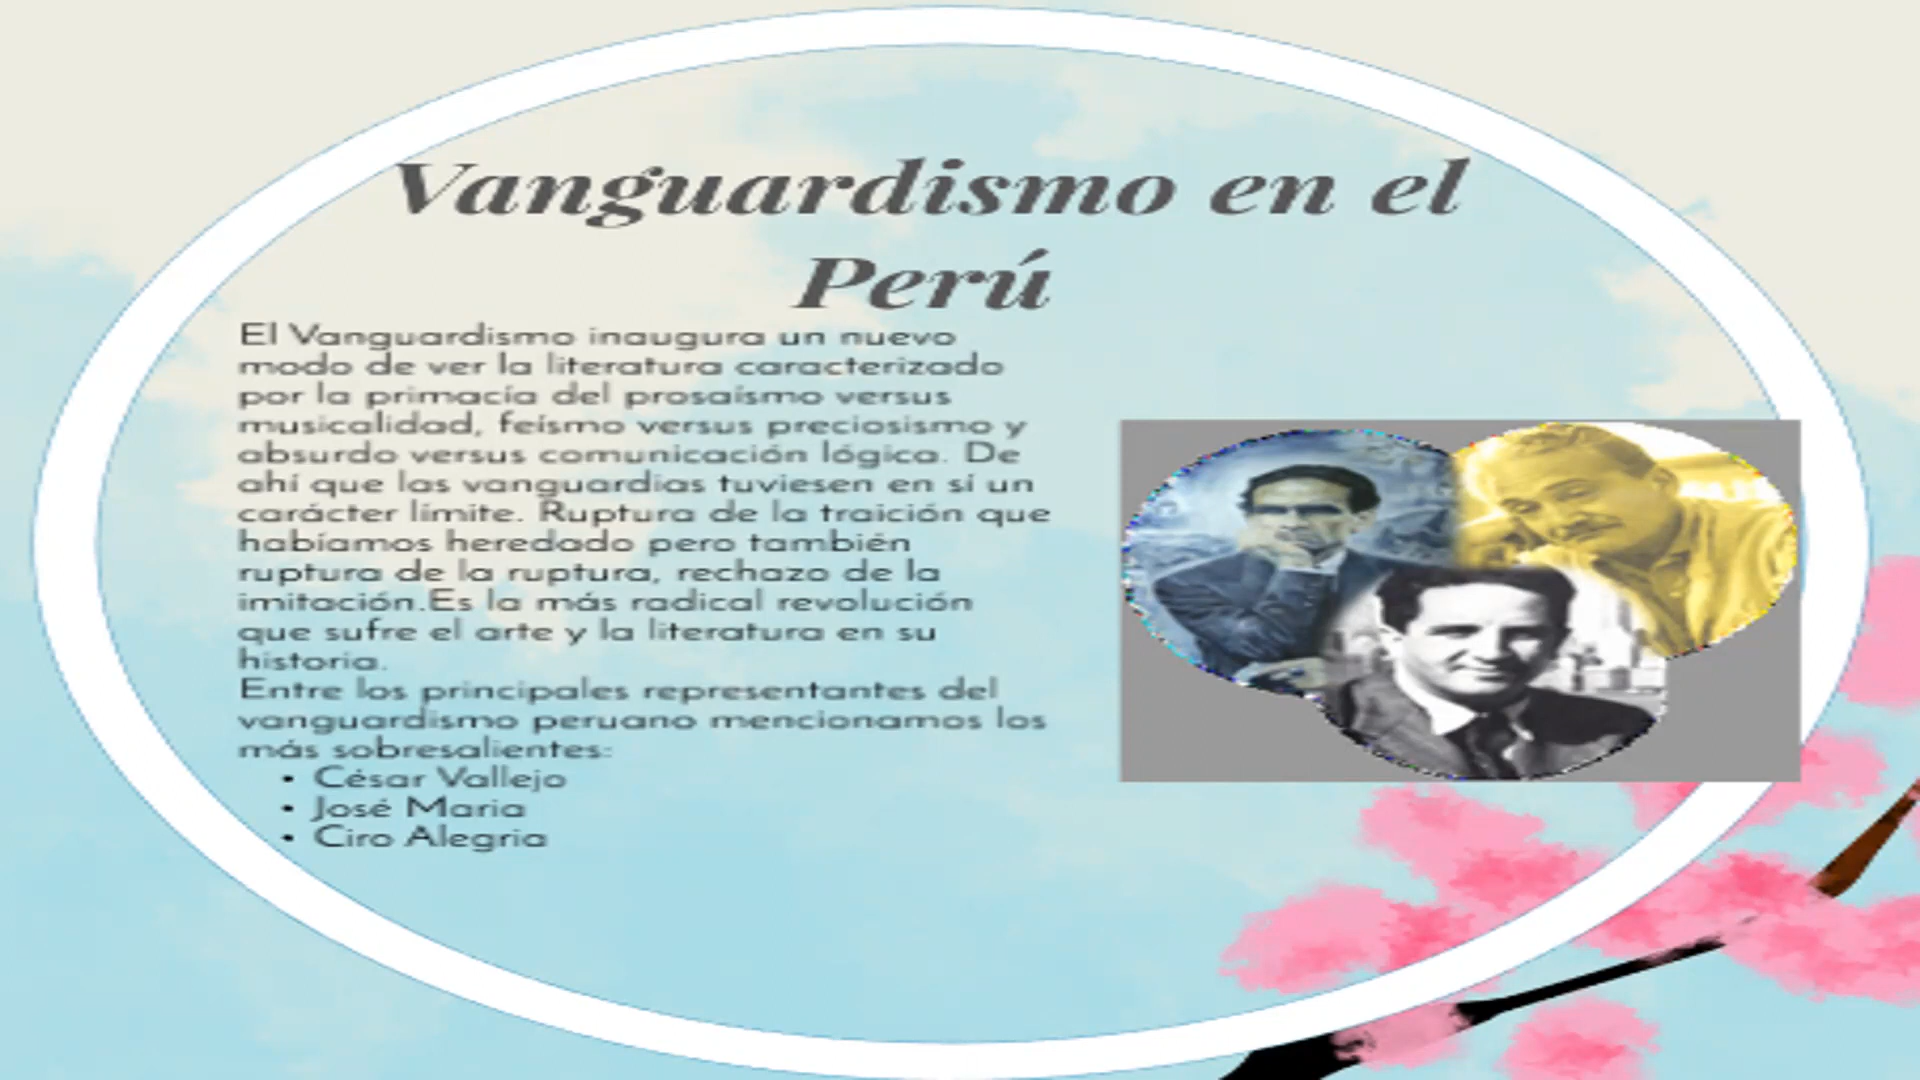 Vanguardismo en el
Perú
El Vanguardismo inaugura un nuevo
modo de ver la literatura caracterizado
por la primacía del prosaísmo versus
musicalidad, feísmo versus preciosismo y
absurdo versus comunicación lógica. De
ahí que las vanguardias tuviesen en sí un
carácter límite. Ruptura de la traición que
habíamos heredado pero también
ruptura de la ruptura, rechazo de la
imitación.Es la más radical revolución
que sufre el arte y la literatura en su
historia.
Entre los principales representantes del
vanguardismo peruano mencionamos los
más sobresalientes:
• César Vallejo
• José Maria
• Ciro Alegria